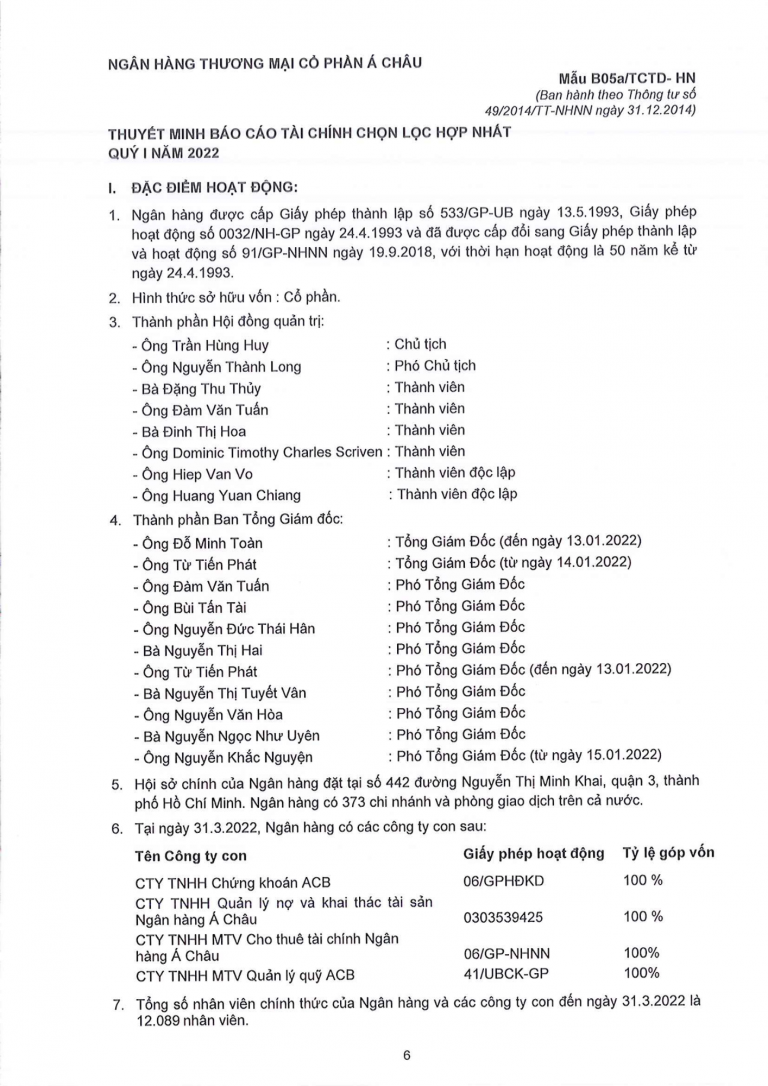 NGÂN HÀNG THƯƠNG MẠI CỔ PHẦN Á CHÂU
Mẫu B05a/TCTD- HN
(Ban hành theo Thông tư số
49/2014/TT-NHNN ngày 31.12.2014)
THUYẾT MINH BÁO CÁO TÀI CHÍNH CHỌN LỌC HỢP NHẤT
QUÝ I NĂM 2022
I. ĐẶC ĐIỂM HOẠT ĐỘNG:
1. Ngân hàng được cấp Giấy phép thành lập số 533/GP-UB ngày 13.5.1993, Giấy phép
hoạt động số 0032/NH-GP ngày 24.4.1993 và đã được cấp đổi sang Giấy phép thành lập
và hoạt động số 91/GP-NHNN ngày 19.9.2018, với thời hạn hoạt động là 50 năm kể từ
ngày 24.4.1993.
2. Hình thức sở hữu vốn : Cổ phần.
3. Thành phần Hội đồng quản trị:
- Ông Trần Hùng Huy : Chủ tịch
- Ông Nguyễn Thành Long : Phó Chủ tịch
- Bà Đặng Thu Thủy : Thành viên
- Ông Đàm Văn Tuấn : Thành viên
- Bà Đinh Thị Hoa : Thành viên
- Ông Dominic Timothy Charles Scriven : Thành viên
- Ông Hiep Van Vo : Thành viên độc lập
- Ông Huang Yuan Chiang : Thành viên độc lập
4. Thành phần Ban Tổng Giám đốc:
- Ông Đỗ Minh Toàn : Tổng Giám Đốc (đến ngày 13.01.2022)
- Ông Từ Tiến Phát : Tổng Giám Đốc (từ ngày 14.01.2022)
- Ông Đàm Văn Tuấn : Phó Tổng Giám Đốc
- Ông Bùi Tấn Tài : Phó Tổng Giám Đốc
- Ông Nguyễn Đức Thái Hân : Phó Tổng Giám Đốc
- Bà Nguyễn Thị Hai : Phó Tổng Giám Đốc
- Ông Từ Tiến Phát : Phó Tổng Giám Đốc (đến ngày 13.01.2022)
- Bà Nguyễn Thị Tuyết Vân : Phó Tổng Giám Đốc
- Ông Nguyễn Văn Hòa : Phó Tổng Giám Đốc
- Bà Nguyễn Ngọc Như Uyên : Phó Tổng Giám Đốc
- Ông Nguyễn Khắc Nguyện : Phó Tổng Giám Đốc (từ ngày 15.01.2022)
5. Hội sở chính của Ngân hàng đặt tại số 442 đường Nguyễn Thị Minh Khai, quận 3, thành
phố Hồ Chí Minh. Ngân hàng có 373 chi nhánh và phòng giao dịch trên cả nước.
6. Tại ngày 31.3.2022, Ngân hàng có các công ty con sau:
Tên Công ty con Giấy phép hoạt động Tỷ lệ góp vốn
CTY TNHH Chứng khoán ACB 06/GPHĐKD 100 %
CTY TNHH Quản lý nợ và khai thác tài sản
Ngân hàng Á Châu 0303539425 100 %
CTY TNHH MTV Cho thuê tài chính Ngân
hàng Á Châu 06/GP-NHNN 100%
CTY TNHH MTV Quản lý quỹ ACB 41/UBCK-GP 100%
7. Tổng số nhân viên chính thức của Ngân hàng và các công ty con đến ngày 31.3.2022 là
12.089 nhân viên.
6